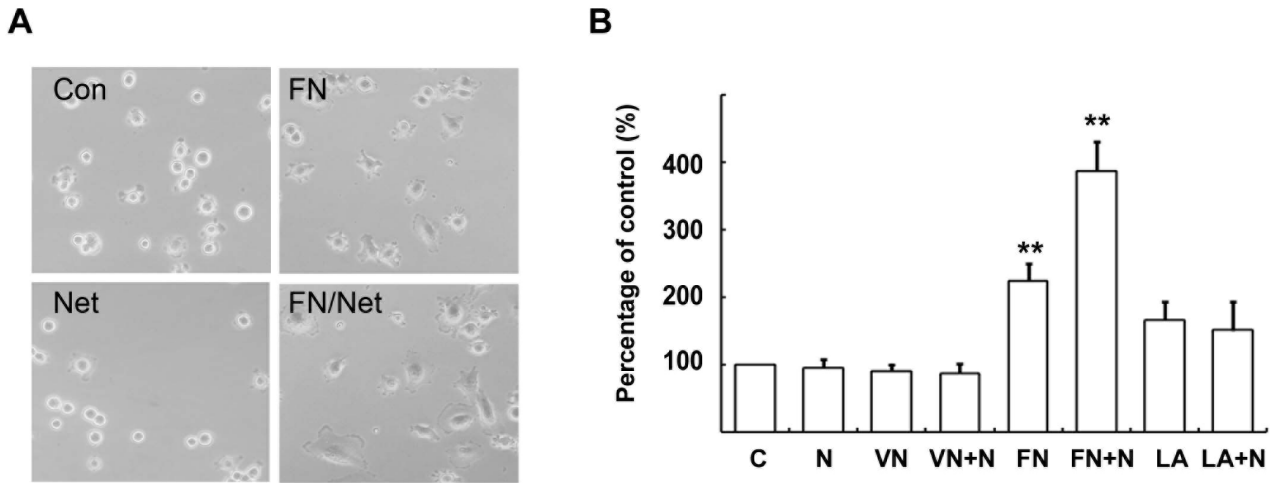 A
B
Con
FN
Net
FN/Net
Percentage of control (%)
400
300
200
100
**
**
C N VN VN+N FN FN+N LA LA+N